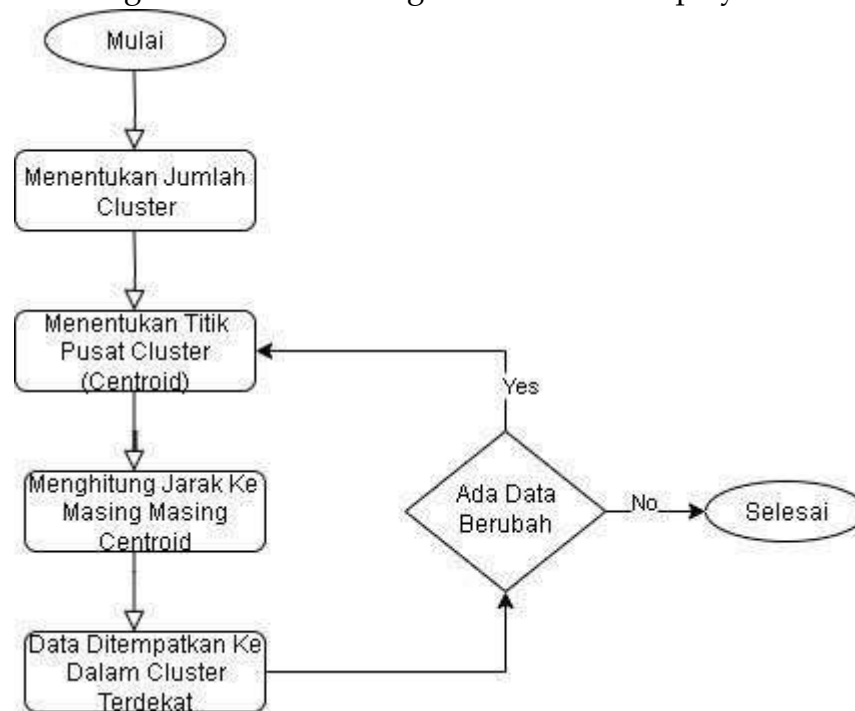 Mulai
Menentukan Jumlah
Cluster
Menentukan Titik
Pusat Cluster
(Centroid)
Menghitung Jarak Ke
Masing Masing
Centroid
Data Ditempatkan Ke
Dalam Cluster
Terdekat
Ada Data
Berubah
Yes
No
Selesai